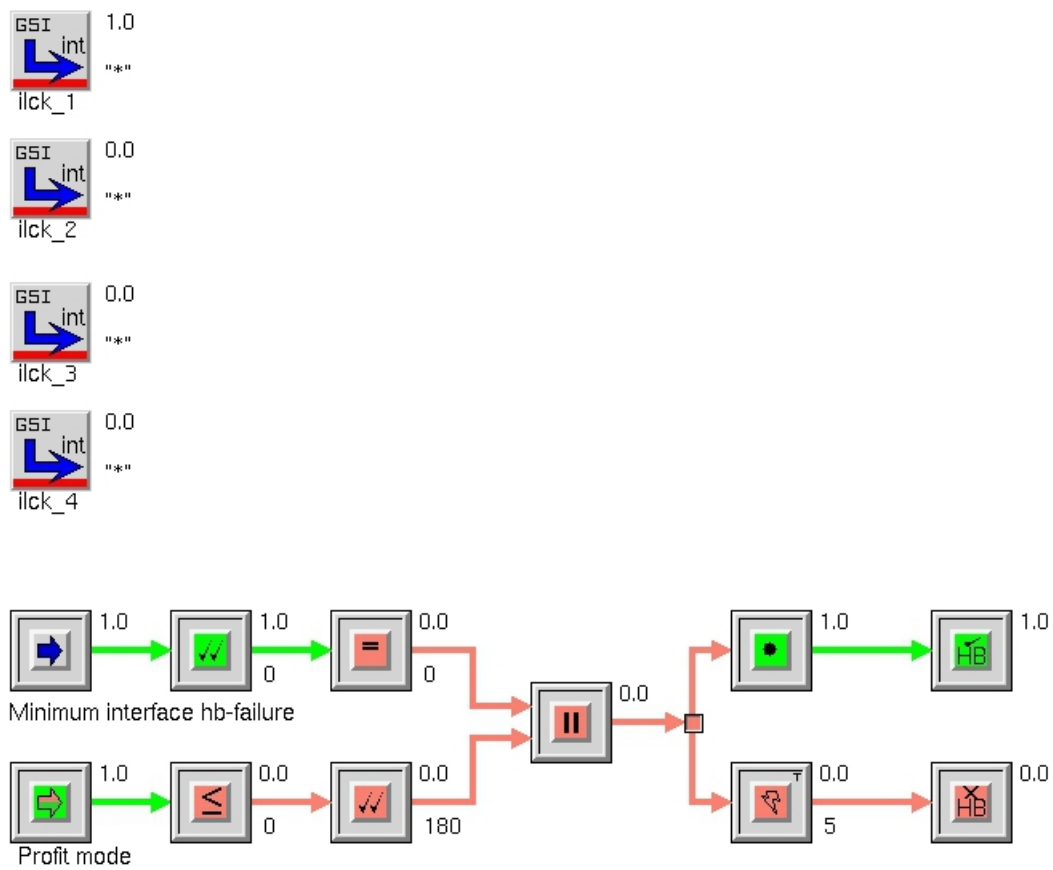 GSI
int
1.0
"*"
ilck_1
GSI
int
0.0
"*"
ilck_2
GSI
int
0.0
"*"
ilck_3
GSI
int
0.0
"*"
ilck_4
1.0
1.0
0
=
0.0
0
Minimum interface hb-failure
0.0
1.0
HB
1.0
1.0
≤
0.0
0
0.0
180
T
0.0
5
X
HB
0.0
Profit mode